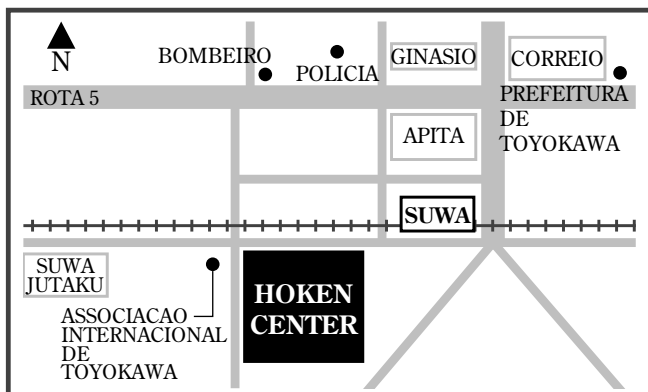 N
BOMBEIRO
POLICIA
GINASIO
CORREIO
ROTA 5
PREFEITURA
DE
TOYOKAWA
APITA
SUWA
SUWA
JUTAKU
HOKEN
CENTER
ASSOCIACAO
INTERNACIONAL
DE
TOYOKAWA